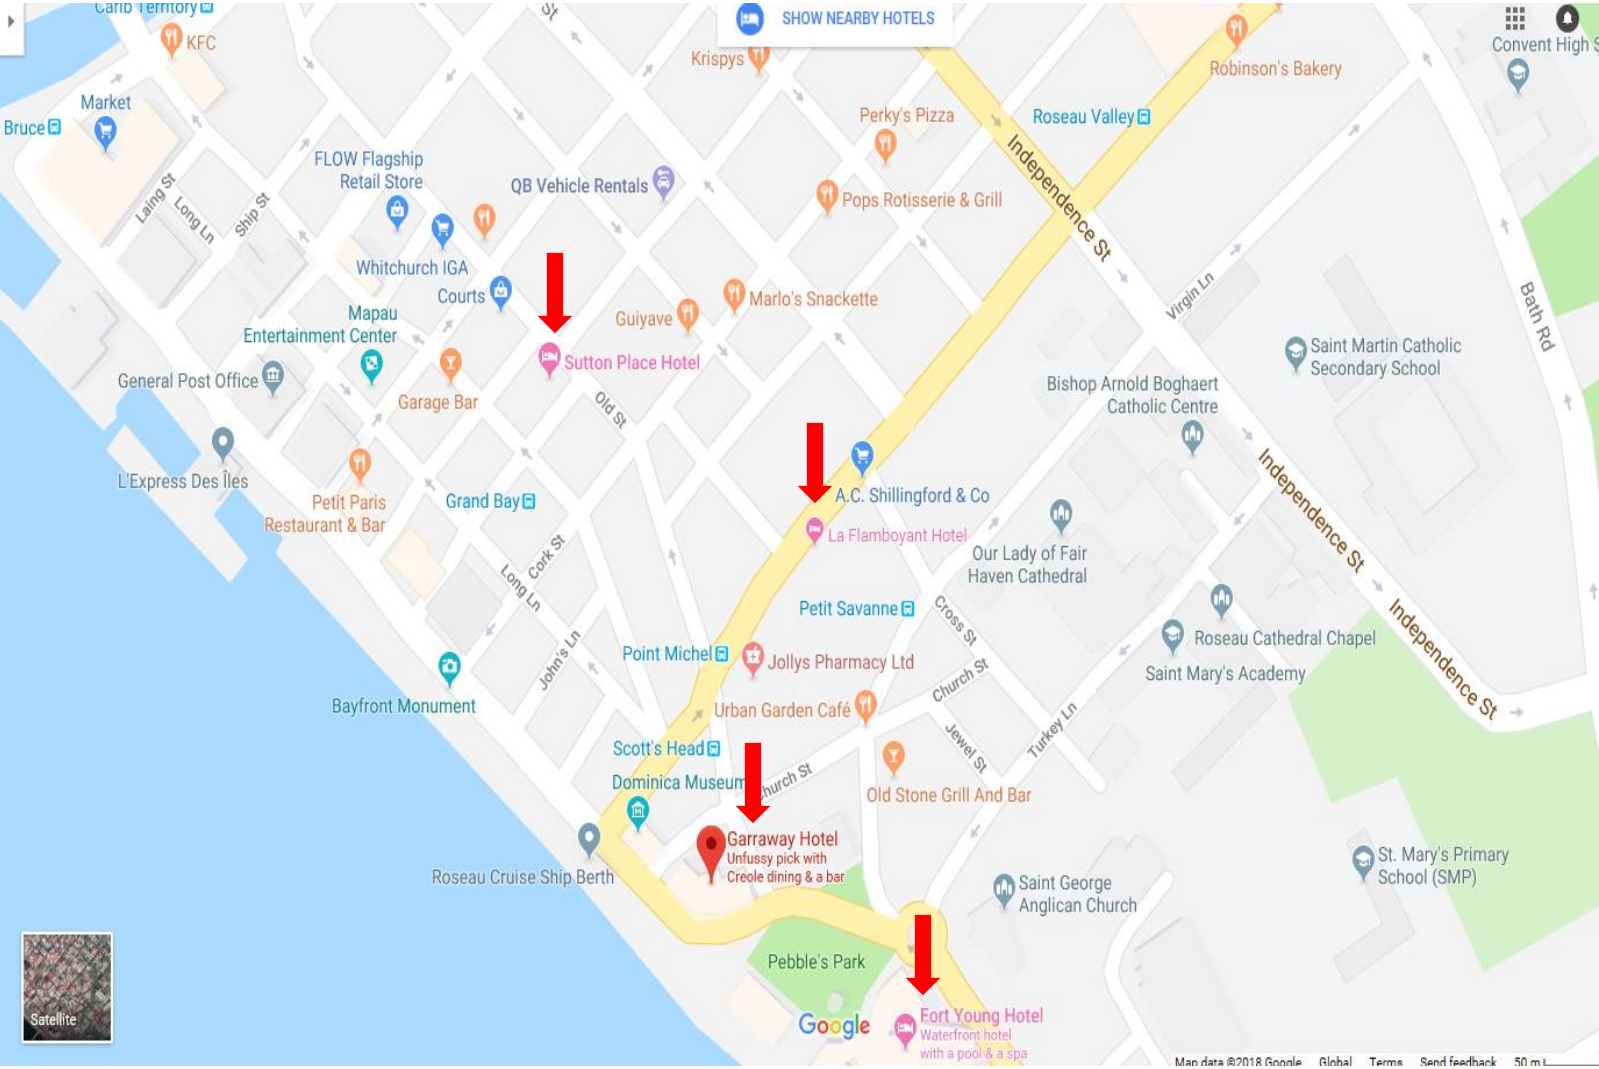 Carib Territory
St
SHOW NEARBY HOTELS
KFC
Krispys
Convent High S
Robinson's Bakery
Market
Bruce
Perky's Pizza
Roseau Valley
Independence St
FLOW Flagship
Retail Store
QB Vehicle Rentals
Pops Rotisserie & Grill
Laing St
Long Ln
Ship St
Whitchurch IGA
Courts
Virgin Ln
Bath Rd
Mapau
Entertainment Center
Guiyave
Marlo's Snackette
Saint Martin Catholic
Secondary School
General Post Office
Sutton Place Hotel
Bishop Arnold Boghaert
Catholic Centre
Garage Bar
Old St
L'Express Des Îles
Petit Paris
Restaurant & Bar
Grand Bay
A.C. Shillingford & Co
Independence St
La Flamboyant Hotel
Cork St
Long Ln
Our Lady of Fair
Haven Cathedral
Petit Savanne
Cross St
Independence St
Roseau Cathedral Chapel
Saint Mary's Academy
John's Ln
Point Michel
Jollys Pharmacy Ltd
Church St
Bayfront Monument
Urban Garden Café
Turkey Ln
Jewel St
Scott's Head
Dominica Museum
Church St
Old Stone Grill And Bar
Garraway Hotel
Unfussy pick with
Creole dining & a bar
Roseau Cruise Ship Berth
St. Mary's Primary
School (SMP)
Saint George
Anglican Church
Pebble's Park
Satellite
Google
Fort Young Hotel
Waterfront hotel
with a pool & a spa
Map data ©2018 Google Global Terms Send feedback 50 m